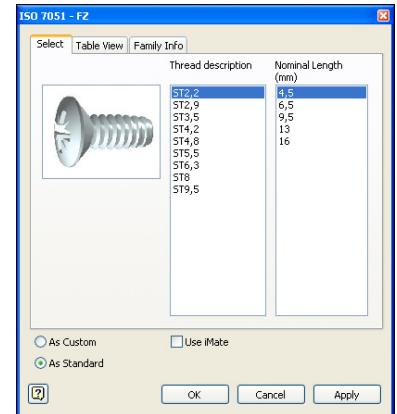 ISO 7051 - FZ
Select Table View Family Info
Thread description
Nominal Length
(mm)
ST2,2
ST2,9
ST3,5
ST4,2
ST4,8
ST5,5
ST6,3
ST8
ST9,5
4,5
6,5
9,5
13
16
As Custom
Use iMate
As Standard
?
OK Cancel Apply